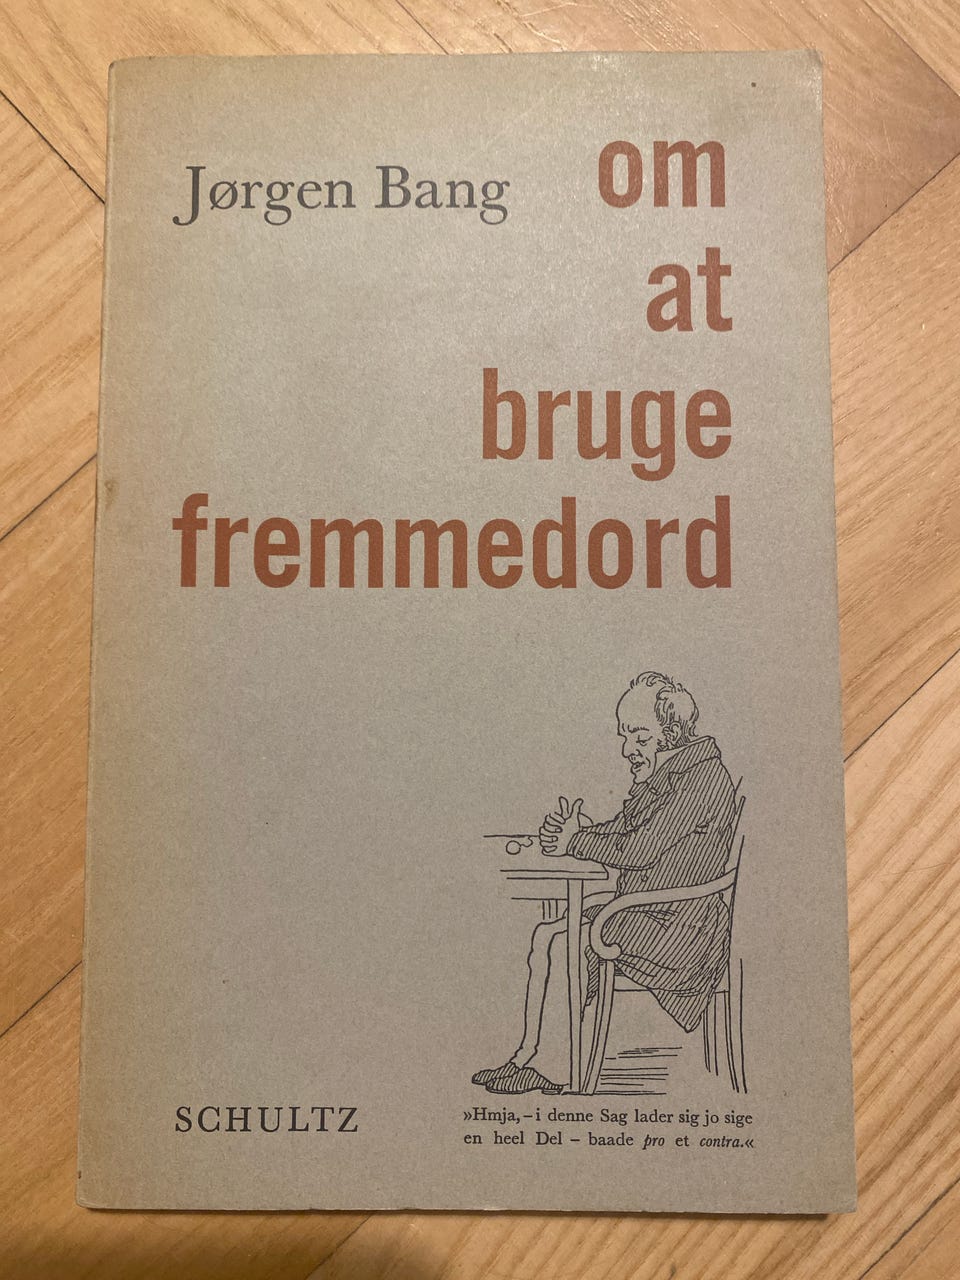 Jørgen Bang
om
at
bruge
fremmedord
SCHULTZ
»Hmja, – i denne Sag lader sig jo sige
en heel Del – baade pro et contra.«